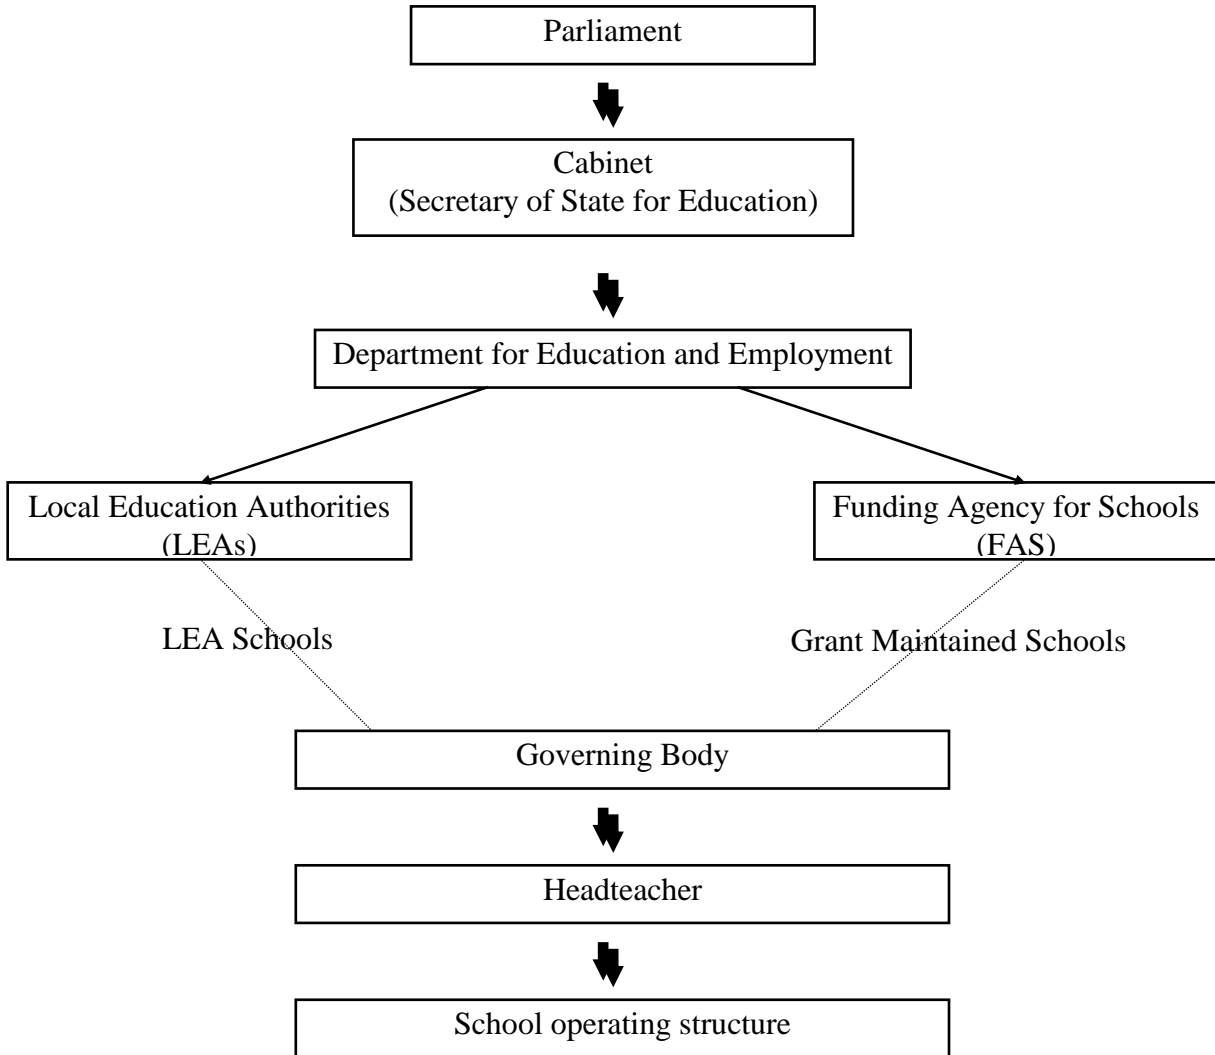 Parliament
Cabinet
(Secretary of State for Education)
Department for Education and Employment
Local Education Authorities
(LEAs)
Funding Agency for Schools
(FAS)
LEA Schools
Grant Maintained Schools
Governing Body
Headteacher
School operating structure